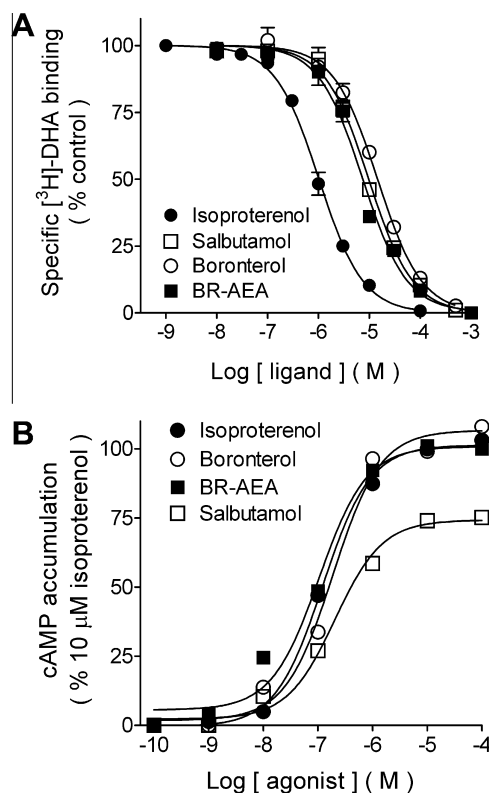 A
Specific [³H]-DHA binding
( % control)
100
75
50
25
0
Isoproterenol
Salbutamol
Boronterol
BR-AEA
-9 -8 -7 -6 -5 -4 -3
Log [ ligand ] ( M )
B
cAMP accumulation
( % 10 µM isoproterenol)
100
75
50
25
0
Isoproterenol
Boronterol
BR-AEA
Salbutamol
-10 -9 -8 -7 -6 -5 -4
Log [ agonist ] ( M )